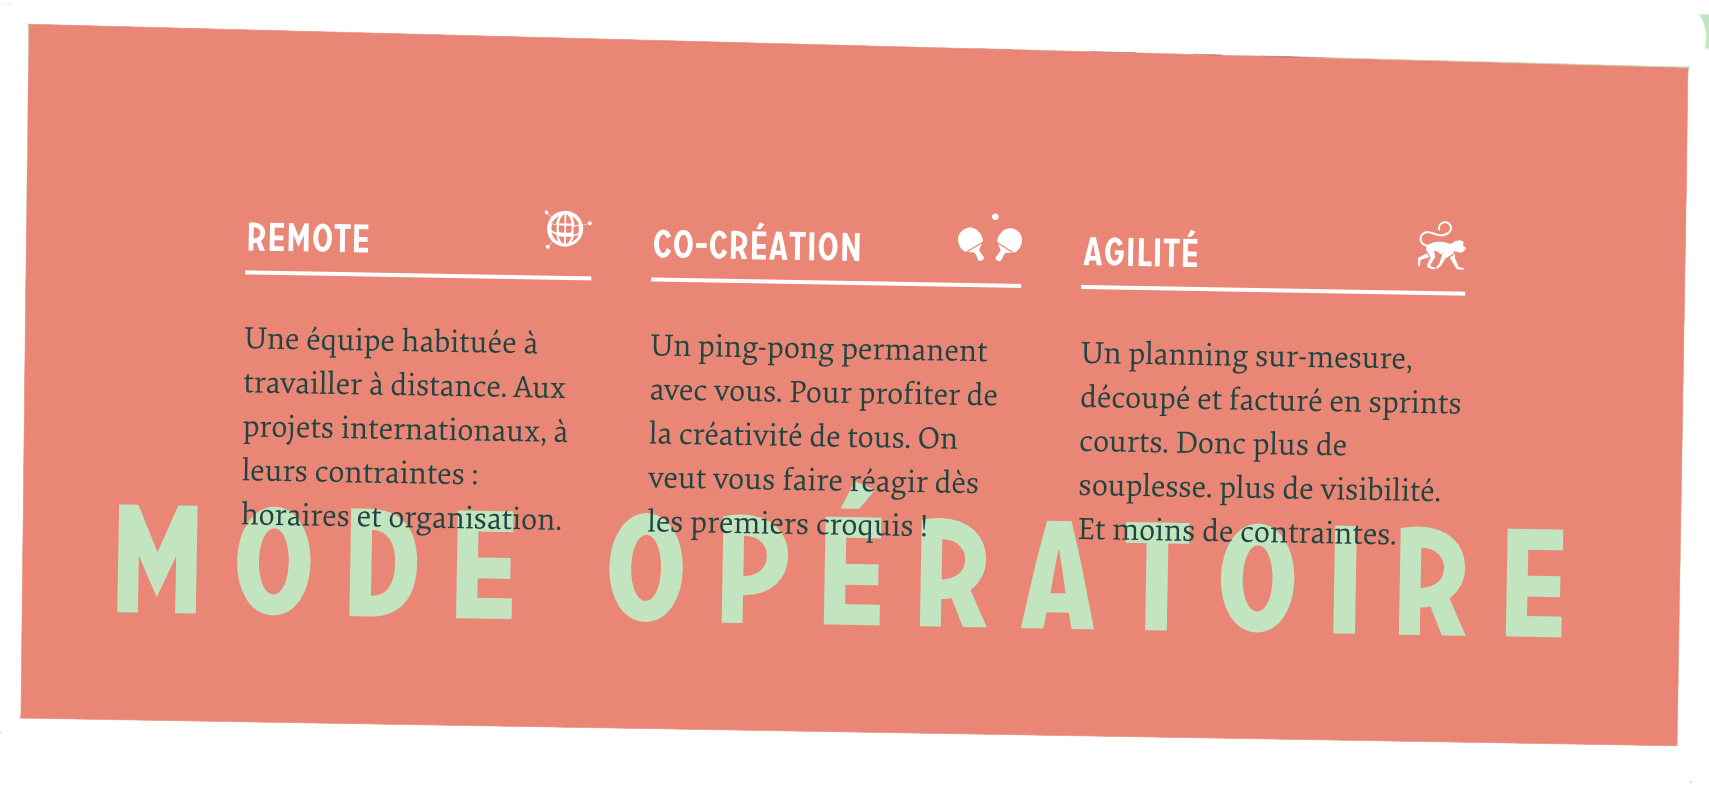 REMOTE
Une équipe habituée à
travailler à distance. Aux
projets internationaux, à
leurs contraintes :
horaires et organisation.
CO-CRÉATION
Un ping-pong permanent
avec vous. Pour profiter de
la créativité de tous. On
veut vous faire réagir dès
les premiers croquis !
AGILITÉ
Un planning sur-mesure,
découpé et facturé en sprints
courts. Donc plus de
souplesse. plus de visibilité.
Et moins de contraintes.
MODE OPÉRATOIRE